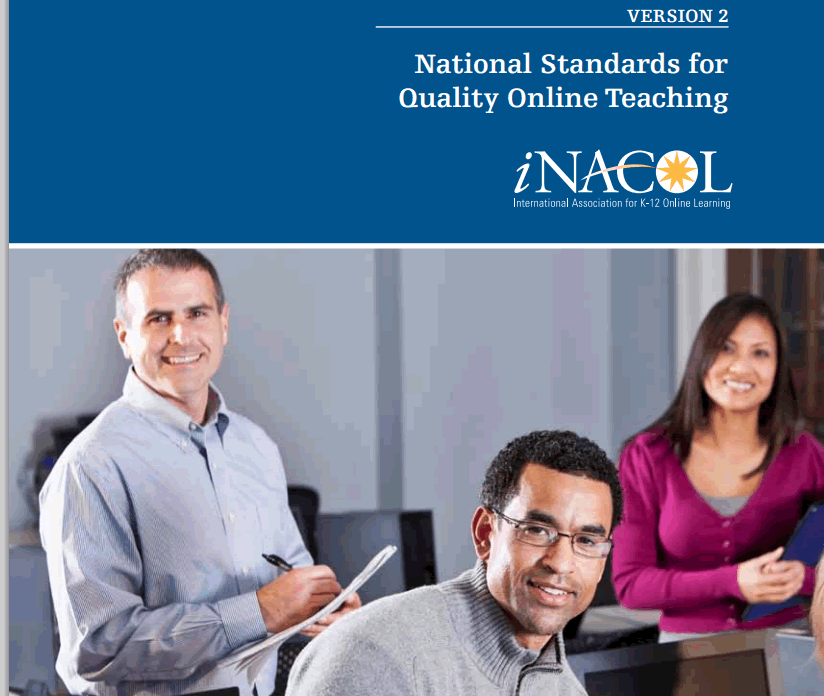 VERSION 2
National Standards for
Quality Online Teaching
iNACOL
International Association for K-12 Online Learning